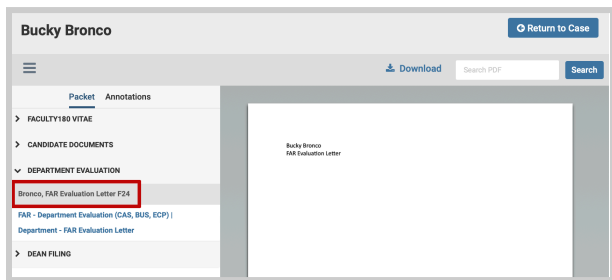 Bucky Bronco
Return to Case
Download
Search PDF
Search
Packet Annotations
FACULTY180 VITAE
CANDIDATE DOCUMENTS
DEPARTMENT EVALUATION
Bronco, FAR Evaluation Letter F24
FAR - Department Evaluation (CAS, BUS, ECP) |
Department - FAR Evaluation Letter
DEAN FILING
Bucky Bronco
FAR Evaluation Letter